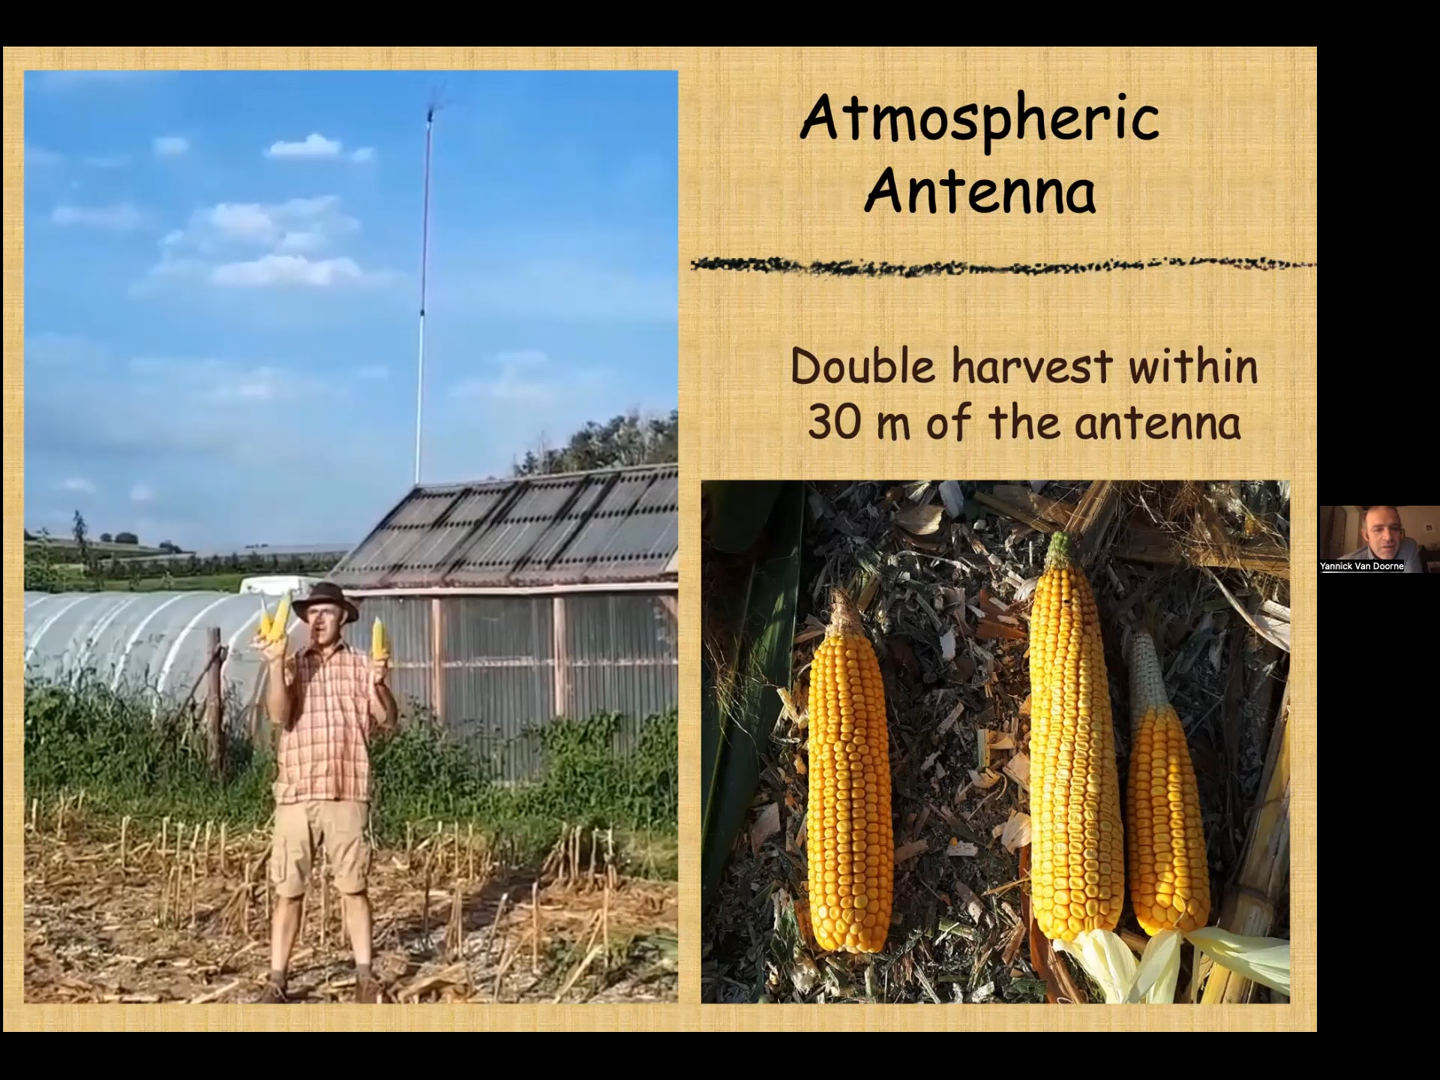 Atmospheric
Antenna
Double harvest within
30 m of the antenna
Yannick Van Doorne